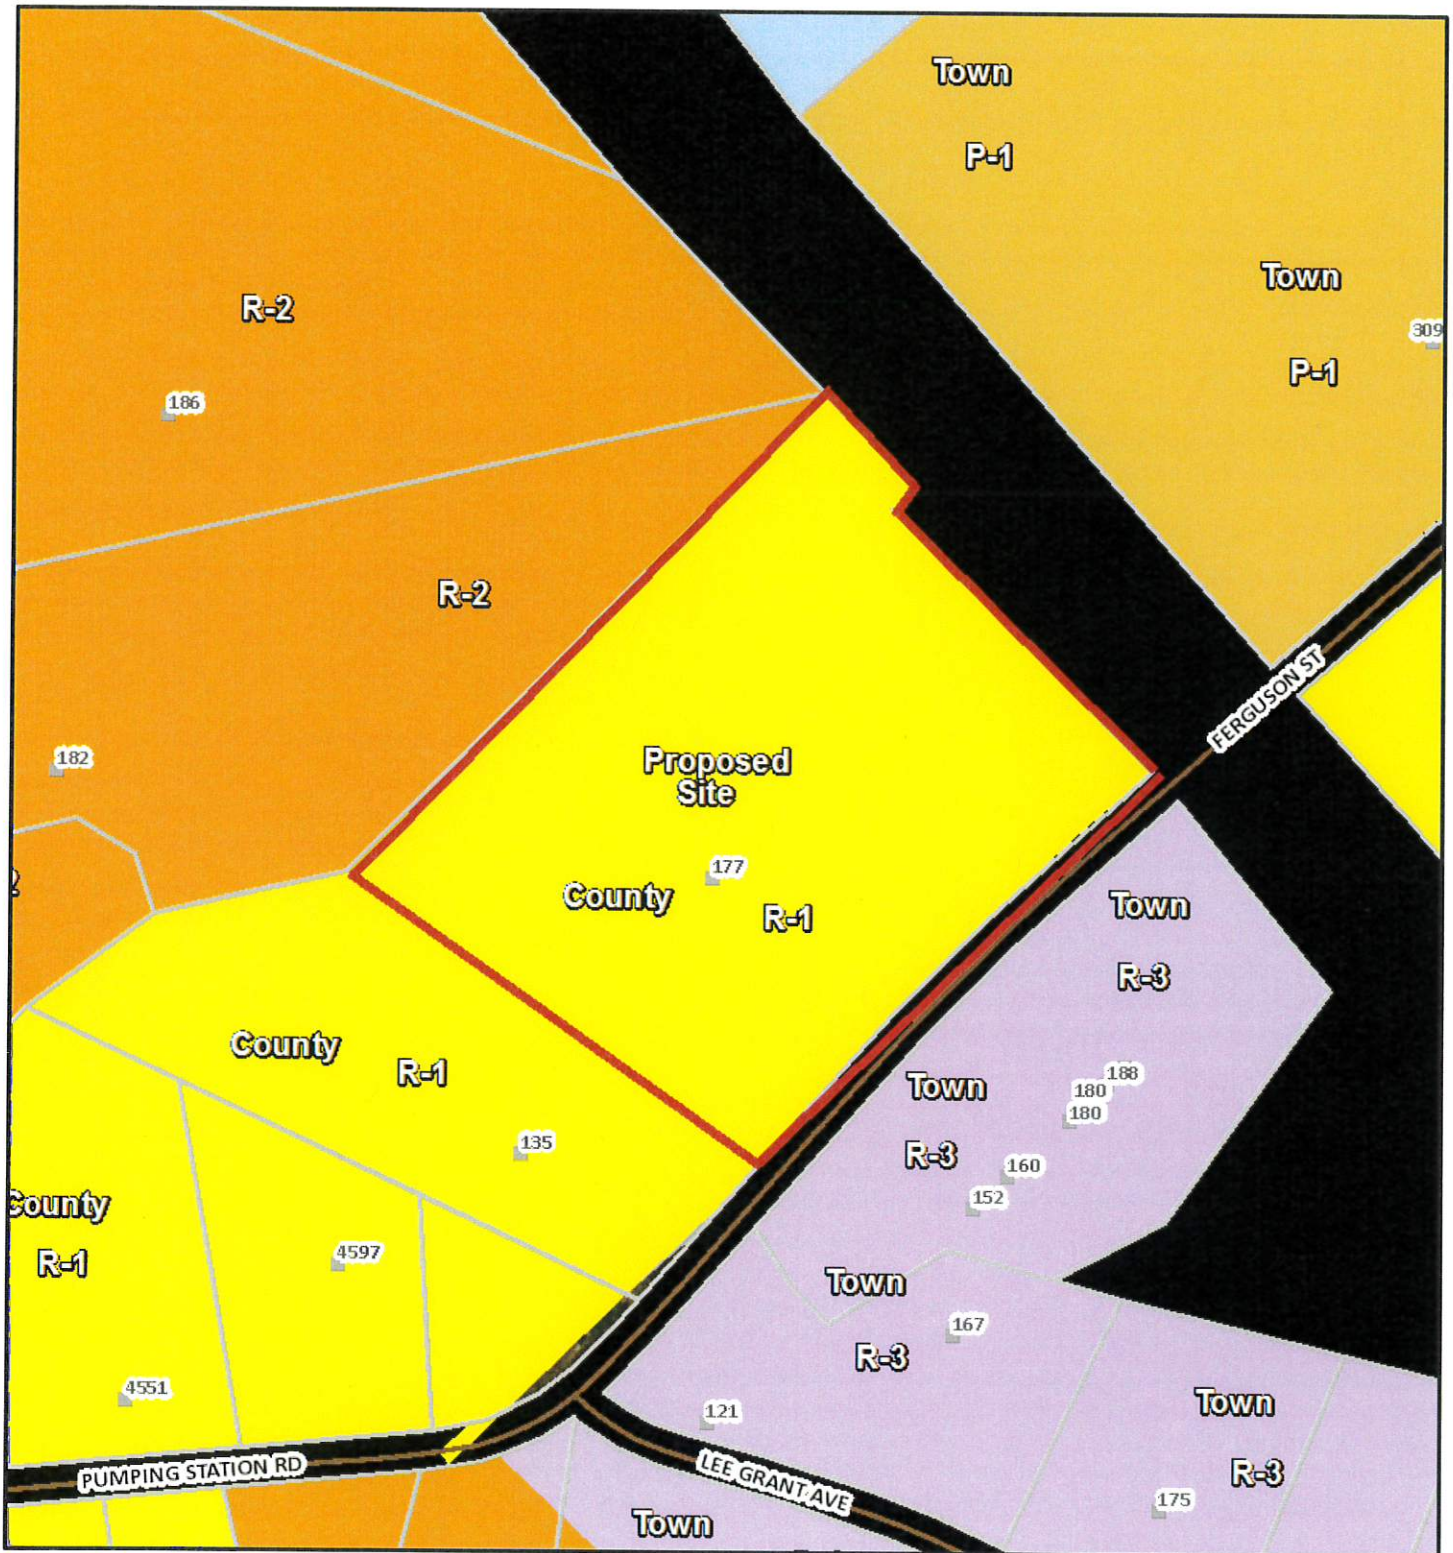 Town
P-1
Town
309
P-1
R-2
186
R-2
182
2
Proposed
Site
177
County
R-1
Town
R-3
County
R-1
Town
188
180
180
R-3
160
152
135
County
R-1
4597
Town
167
R-3
4551
121
Town
R-3
175
Town
FERGUSON ST
PUMPING STATION RD
LEE GRANT AVE